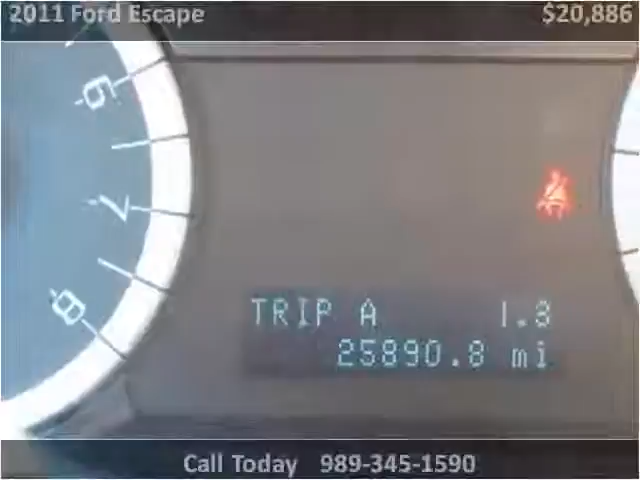 2011 Ford Escape $20,886
6
7
8
TRIP A 1.8
25890.8 mi
Call Today 989-345-1590